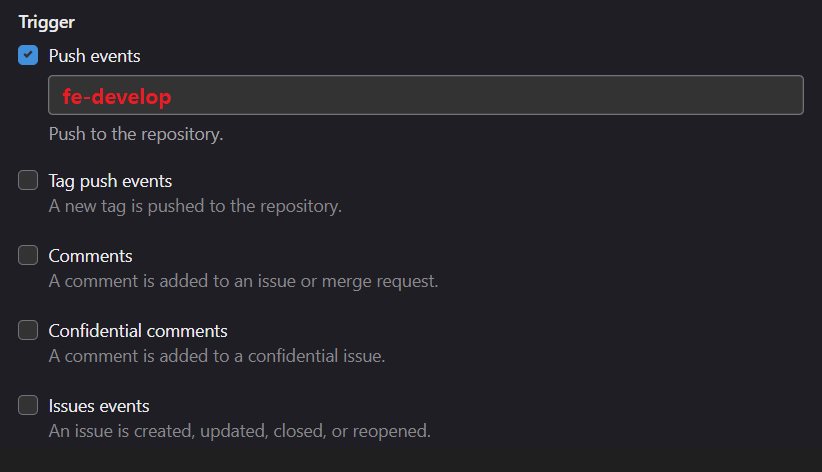 Trigger
Push events
fe-develop
Push to the repository.
Tag push events
A new tag is pushed to the repository.
Comments
A comment is added to an issue or merge request.
Confidential comments
A comment is added to a confidential issue.
Issues events
An issue is created, updated, closed, or reopened.